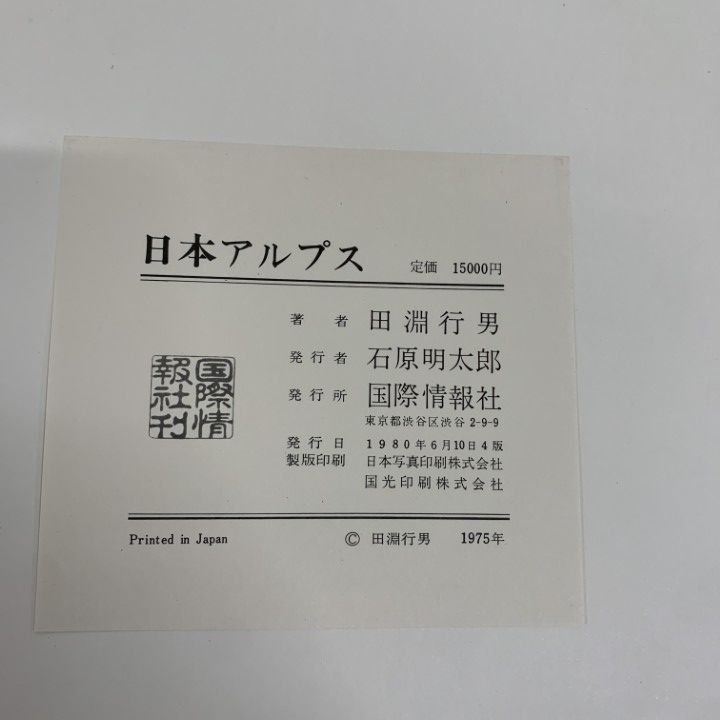 日本アルプス
定価 15000円
著者 田淵行男
発行者 石原明太郎
発行所 国際情報社
東京都渋谷区渋谷 2-9-9
発行日 1980年6月10日4版
製版印刷 日本写真印刷株式会社
国光印刷株式会社
国際情
報社刊
Printed in Japan
© 田淵行男 1975年